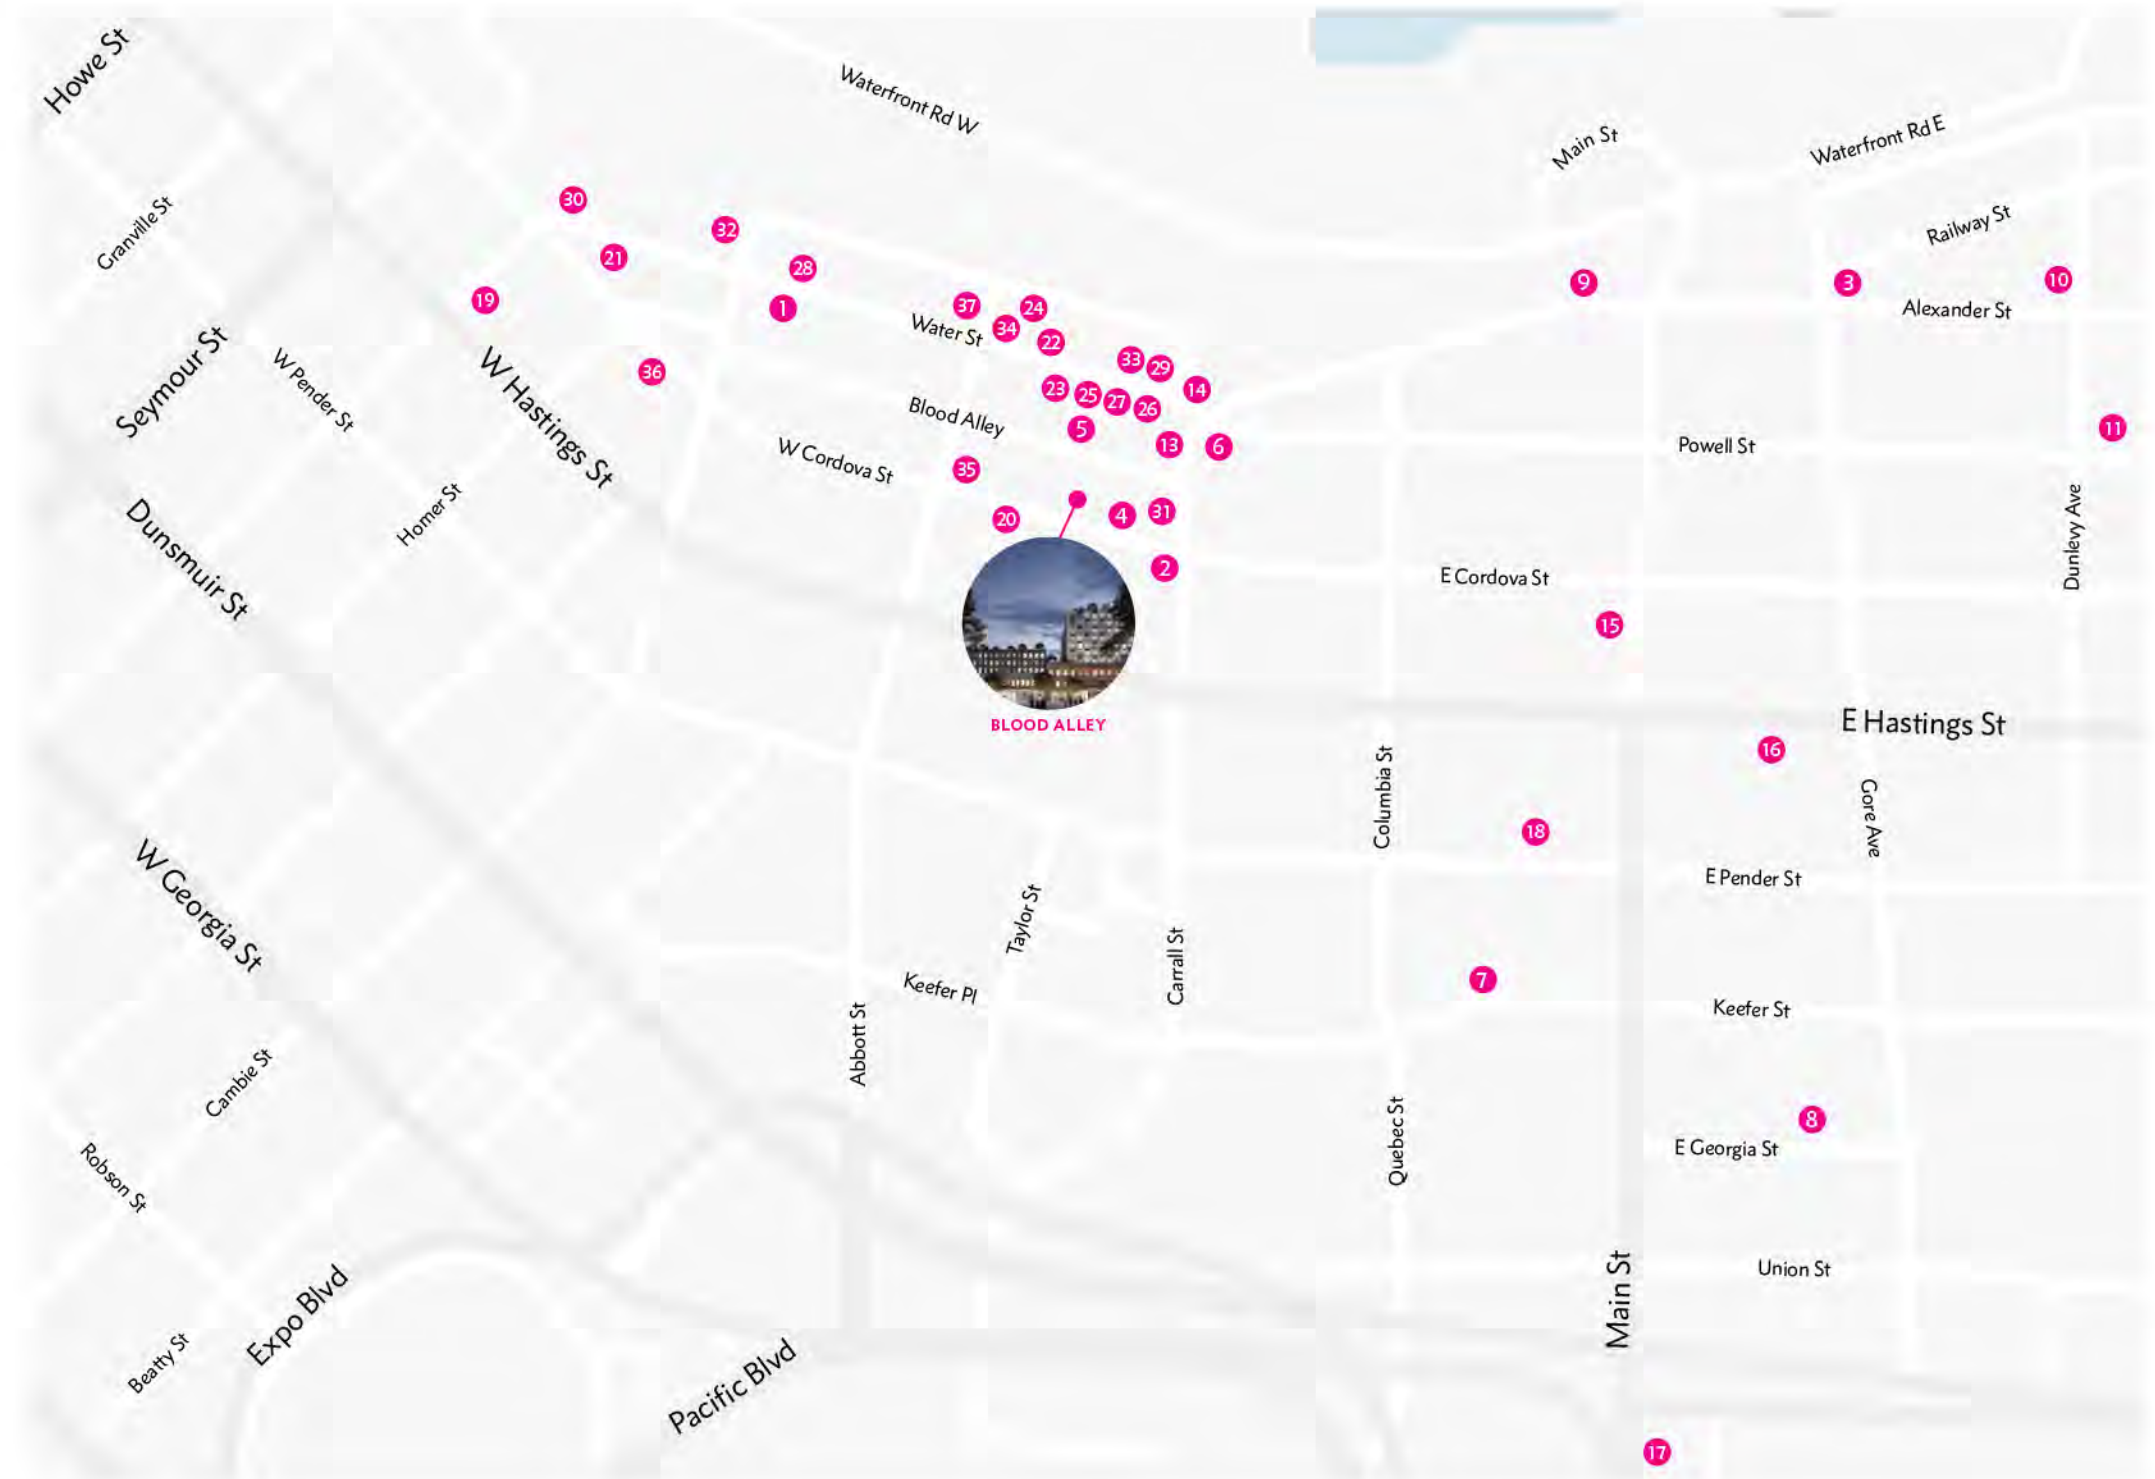 Howe St
Waterfront Rd W
Main St
Waterfront Rd E
Granville St
30
32
Railway St
21
28
9
3
10
19
1
37
24
Alexander St
34
Water St
22
Seymour St
W Pender St
W Hastings St
36
33
29
14
23
25
27
26
Blood Alley
5
13
6
Powell St
11
W Cordova St
35
Homer St
Dunsmuir St
20
4
31
Dunlevy Ave
2
E Cordova St
15
BLOOD ALLEY
E Hastings St
16
Columbia St
18
Gore Ave
W Georgia St
E Pender St
Taylor St
Carrall St
Keefer Pl
7
Keefer St
Abbott St
Cambie St
8
Quebec St
E Georgia St
Robson St
Union St
Main St
Expo Blvd
Beatty St
Pacific Blvd
17